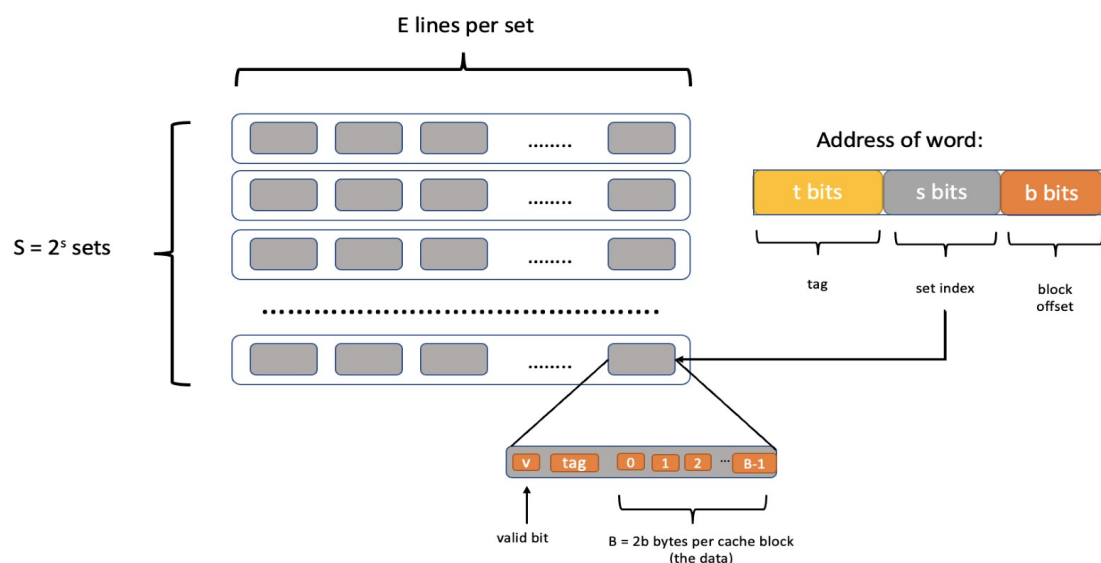 E lines per set
Address of word:
........
t bits s bits b bits
........
S = 2ˢ sets
........
tag set index block
offset
........
v tag 0 1 2 ... B-1
valid bit
B = 2b bytes per cache block
(the data)